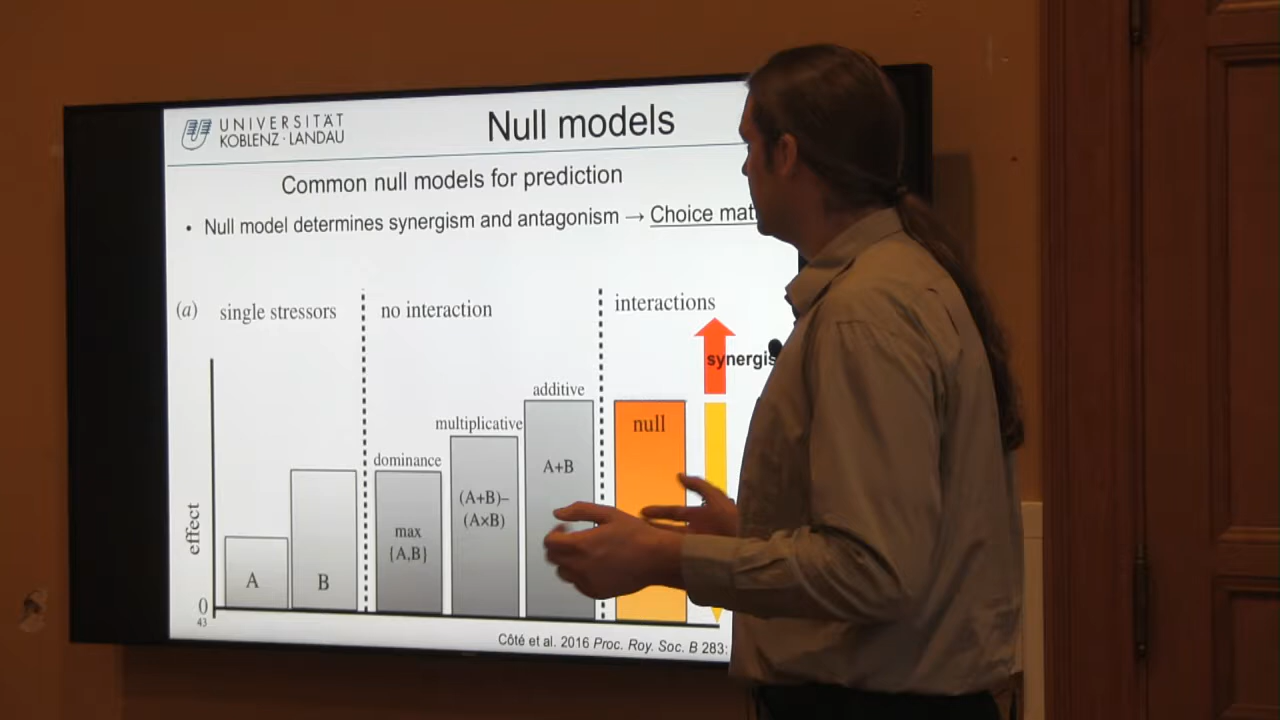 UNIVERSITÄT
KOBLENZ · LANDAU
Null models
Common null models for prediction
• Null model determines synergism and antagonism → Choice mat
(a) single stressors
no interaction
interactions
synergis
additive
multiplicative
dominance
null
A+B
(A+B)–
(A×B)
max
{A,B}
effect
A
B
0
43
Côté et al. 2016 Proc. Roy. Soc. B 283: